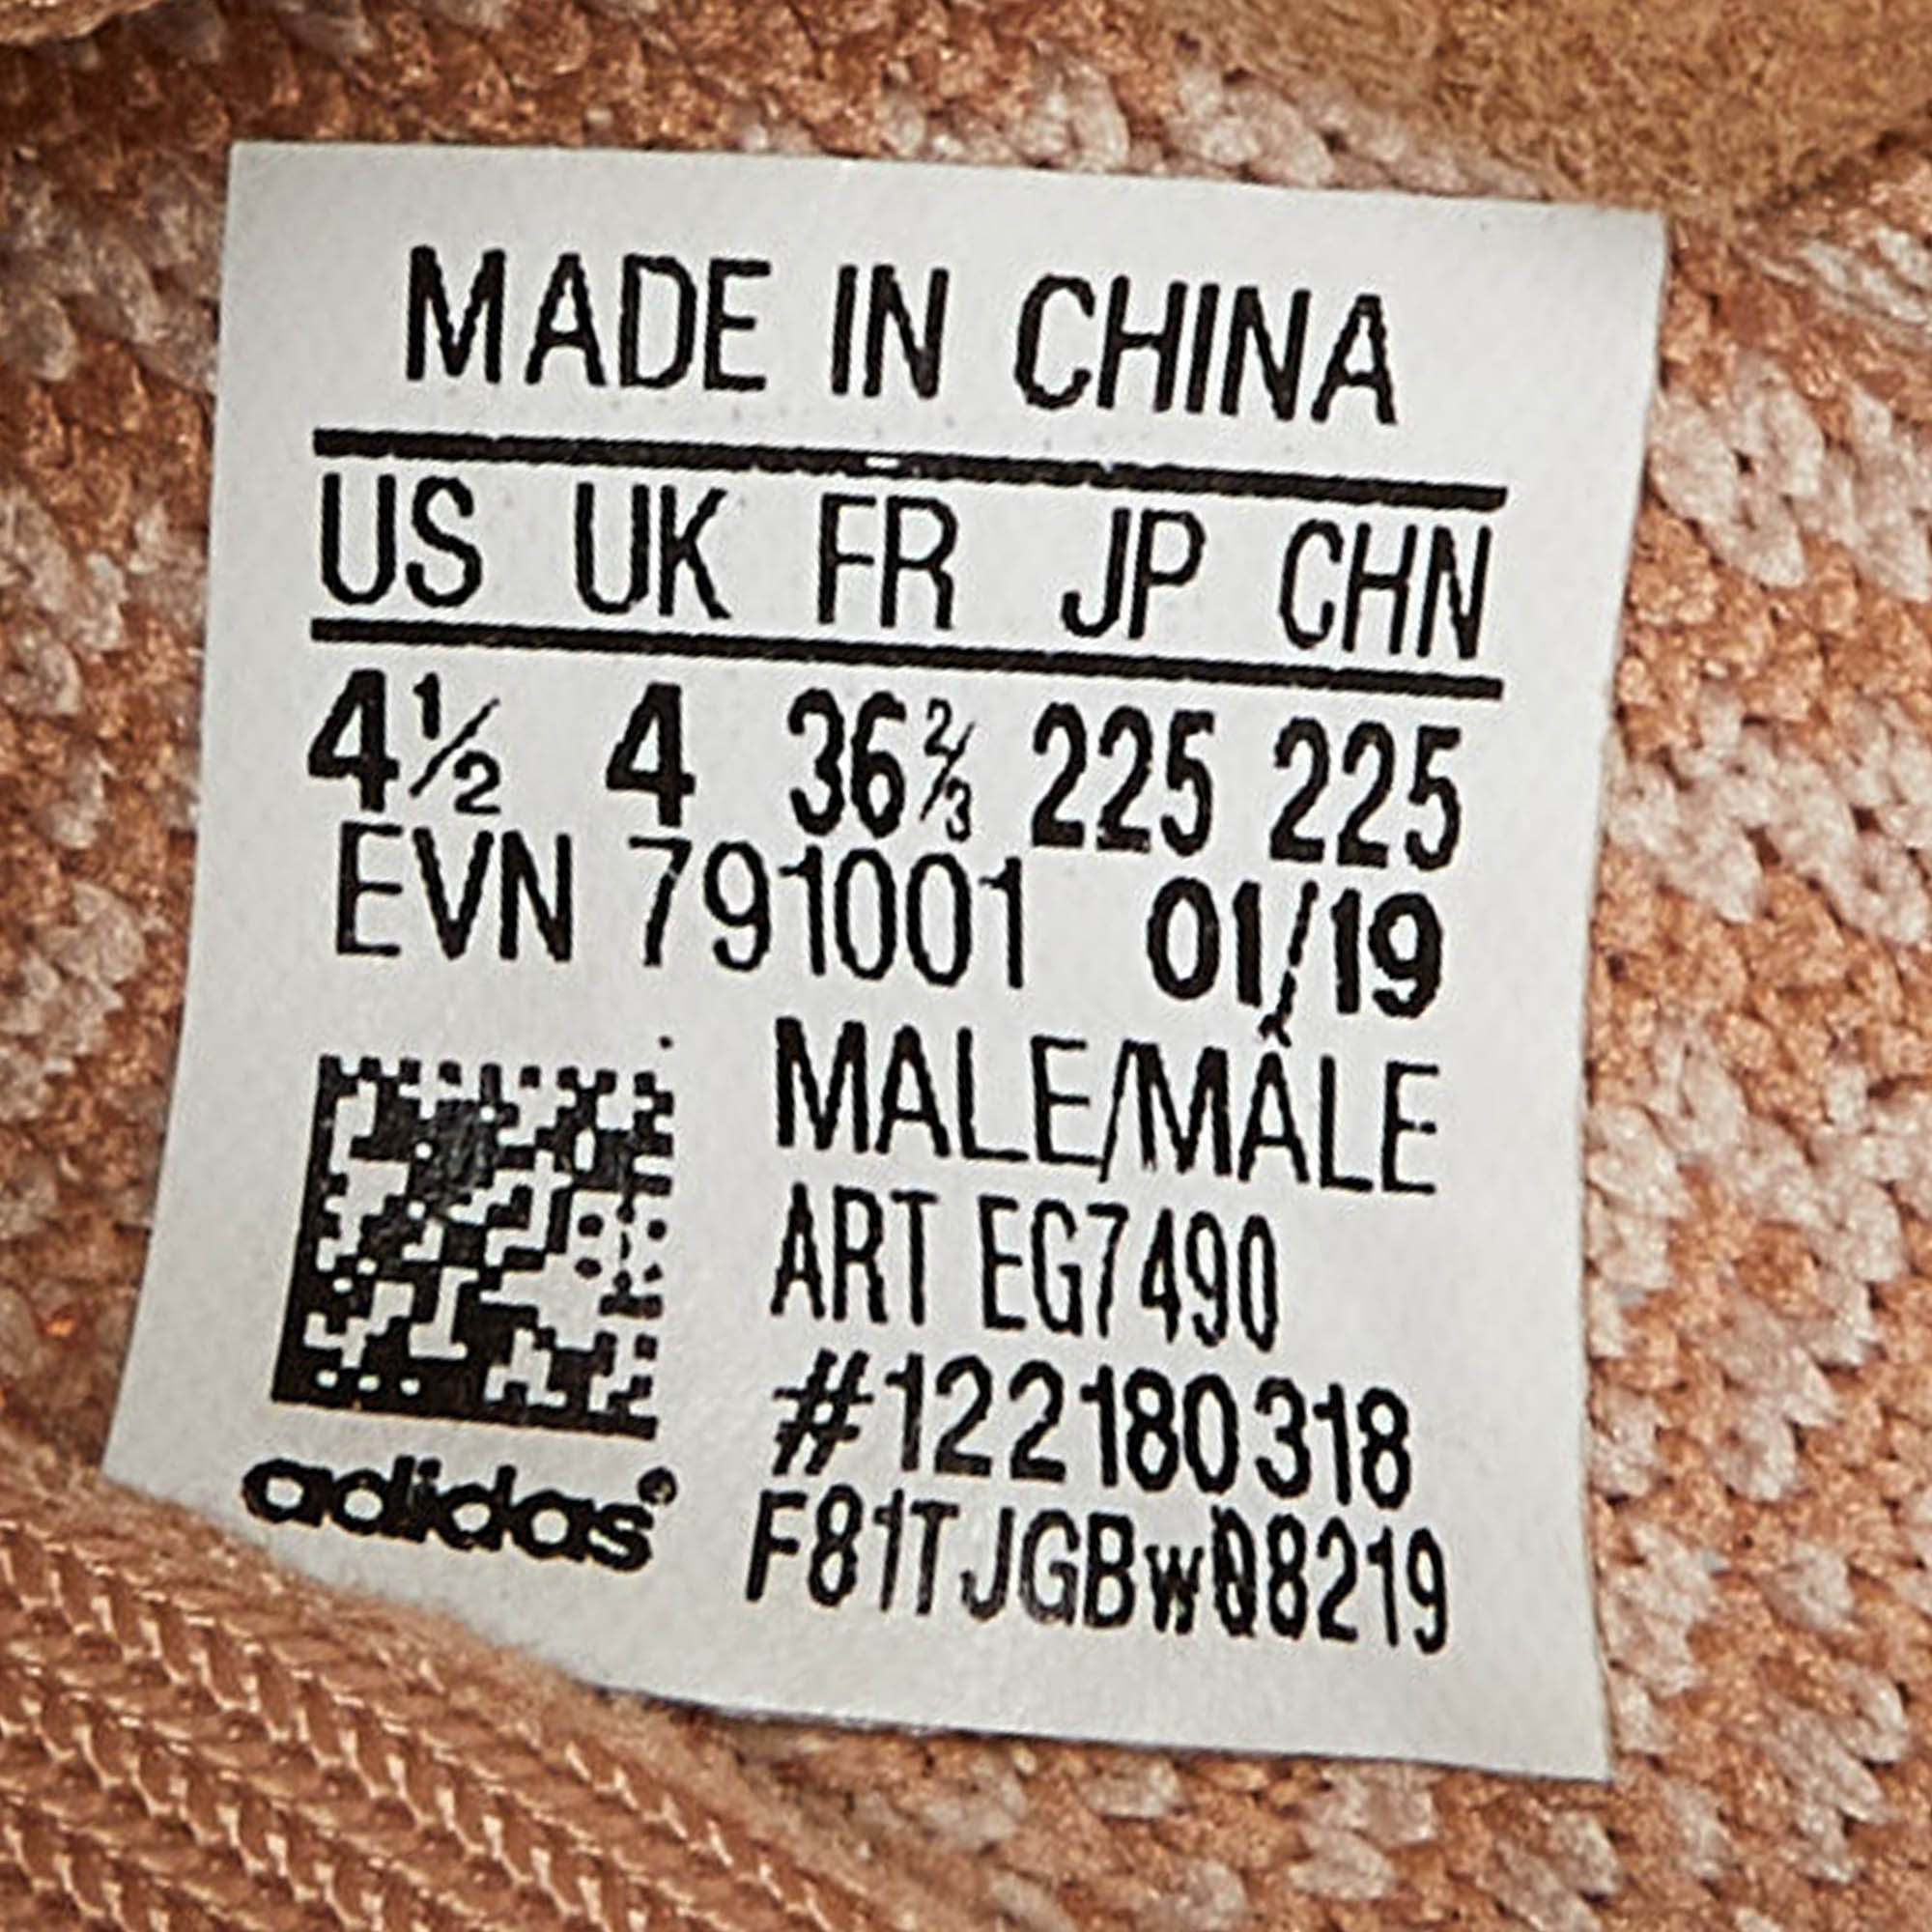 MADE IN CHINA
US UK FR JP CHN
4½ 4 36⅔ 225 225
EVN 791001 01/19
MALE/MÂLE
ART EG7490
#122180318
adidas®